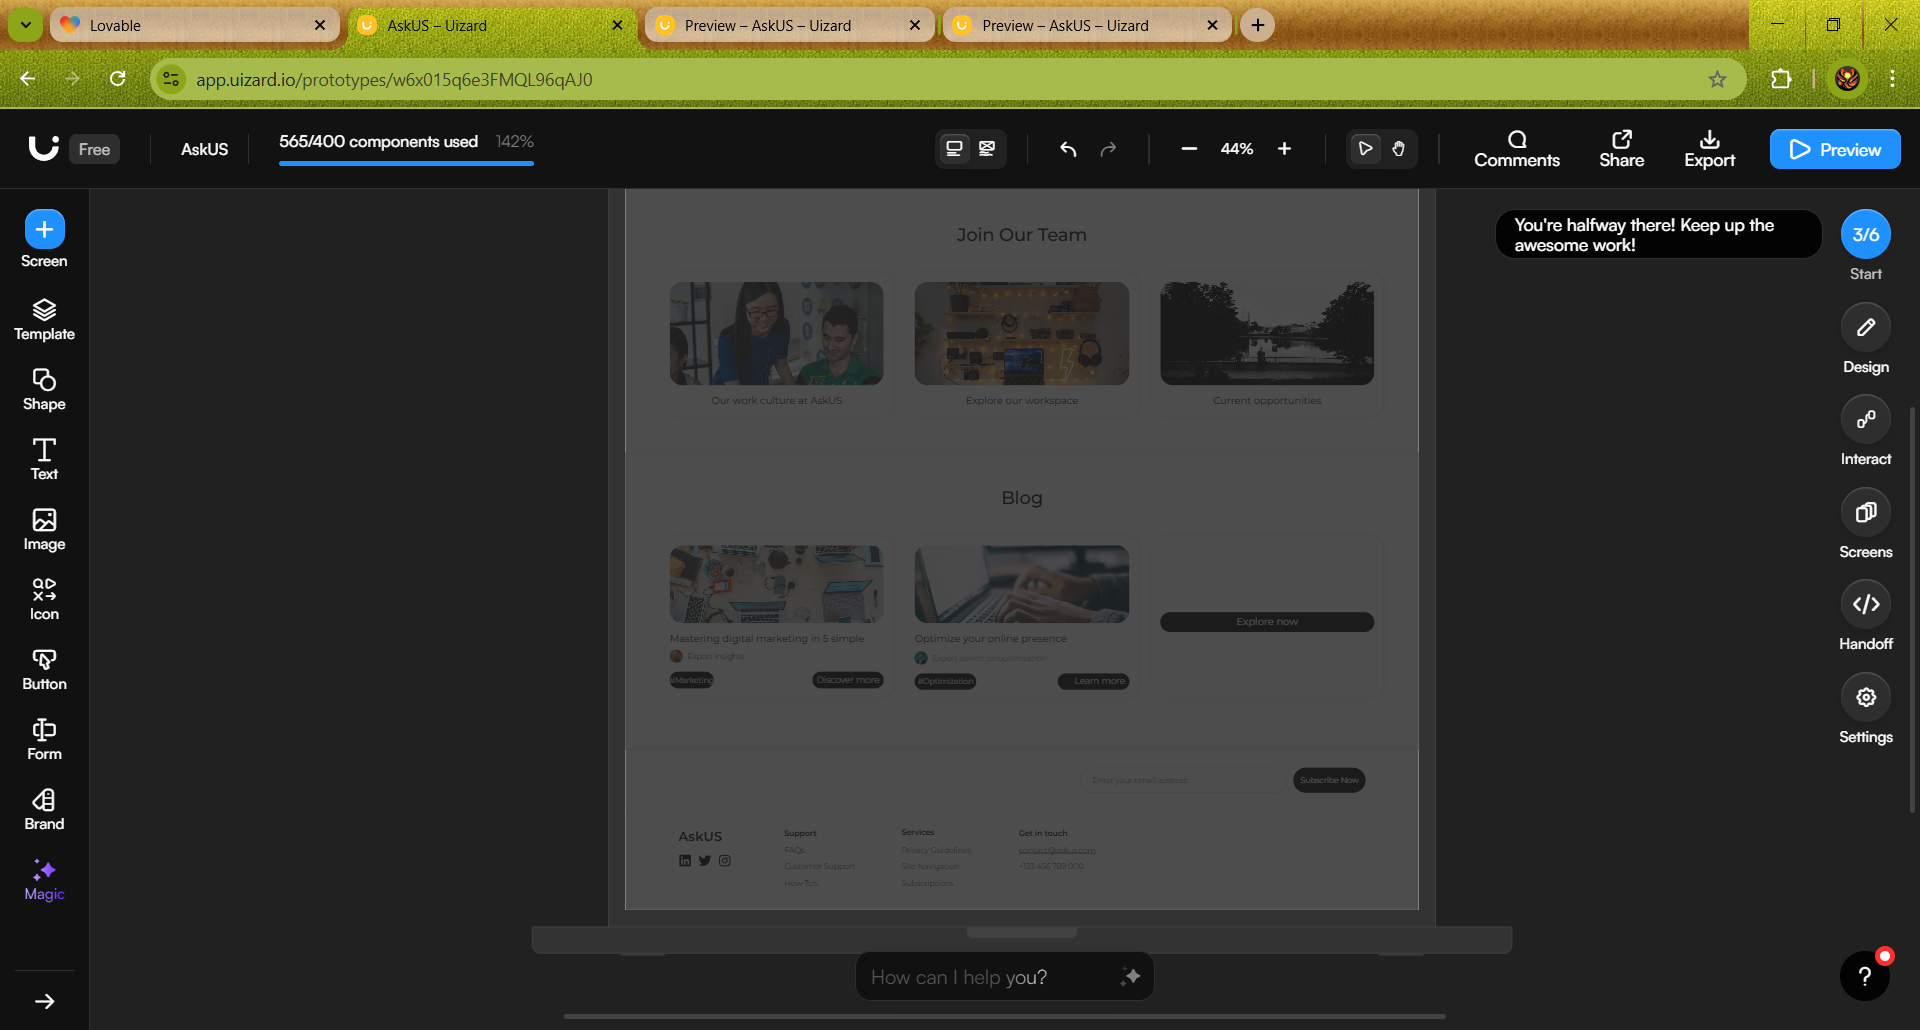 Lovable
AskUS – Uizard
Preview – AskUS – Uizard
Preview – AskUS – Uizard
app.uizard.io/prototypes/w6x015q6e3FMQL96qAJ0
Free
AskUS
565/400 components used 142%
44%
Comments
Share
Export
Preview
Screen
Template
Shape
Text
Image
Icon
Button
Form
Brand
Magic
Join Our Team
Our work culture at AskUS
Explore our workspace
Current opportunities
Blog
Mastering digital marketing in 5 simple
Expert insights
#Marketing
Discover more
Optimize your online presence
Expert advice on optimization
#Optimization
Learn more
Explore now
Enter your email address
Subscribe Now
AskUS
Support
FAQs
Customer Support
How-To's
Services
Privacy Guidelines
Site Navigation
Subscriptions
Get in touch
contact@askus.com
+123 456 789 000
How can I help you?
You're halfway there! Keep up the
awesome work!
3/6
Start
Design
Interact
Screens
Handoff
Settings
?